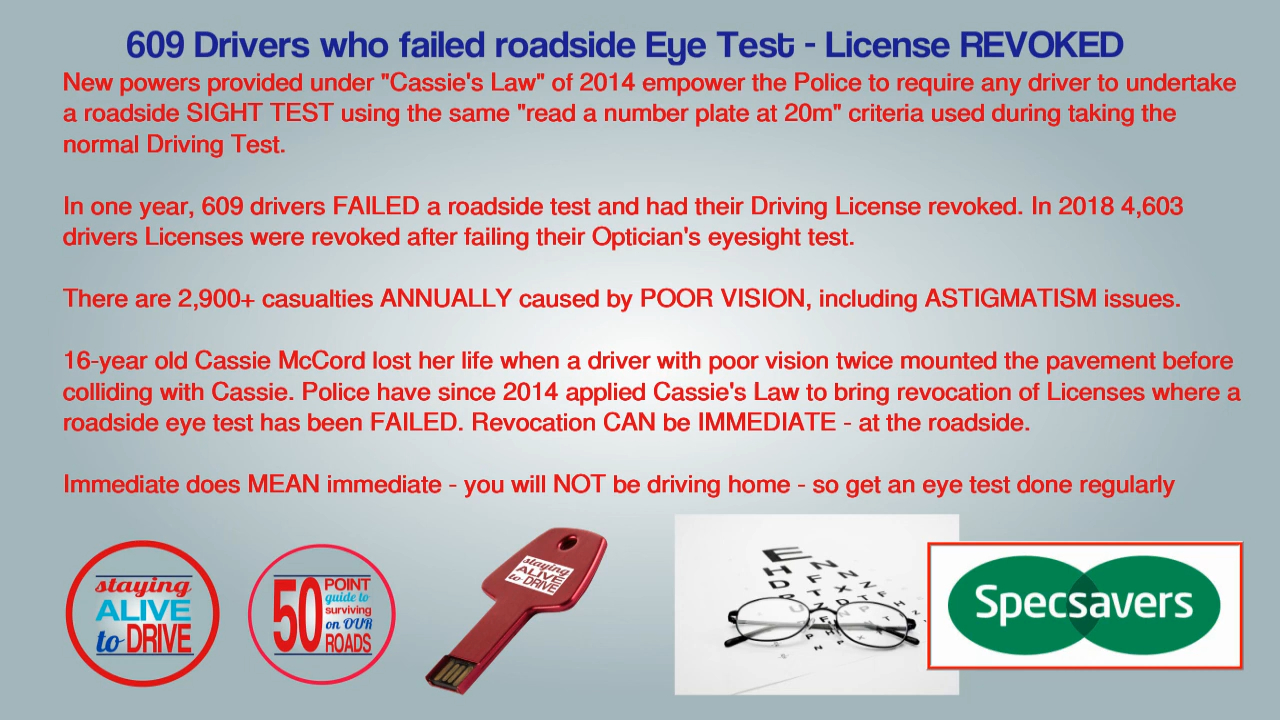 609 Drivers who failed roadside Eye Test - License REVOKED
New powers provided under "Cassie's Law" of 2014 empower the Police to require any driver to undertake
a roadside SIGHT TEST using the same "read a number plate at 20m" criteria used during taking the
normal Driving Test.
In one year, 609 drivers FAILED a roadside test and had their Driving License revoked. In 2018 4,603
drivers Licenses were revoked after failing their Optician's eyesight test.
There are 2,900+ casualties ANNUALLY caused by POOR VISION, including ASTIGMATISM issues.
16-year old Cassie McCord lost her life when a driver with poor vision twice mounted the pavement before
colliding with Cassie. Police have since 2014 applied Cassie's Law to bring revocation of Licenses where a
roadside eye test has been FAILED. Revocation CAN be IMMEDIATE - at the roadside.
Immediate does MEAN immediate - you will NOT be driving home - so get an eye test done regularly
staying
ALIVE
to DRIVE
50 POINT
guide to
surviving
on OUR
ROADS
staying
ALIVE
to DRIVE
E
Specsavers